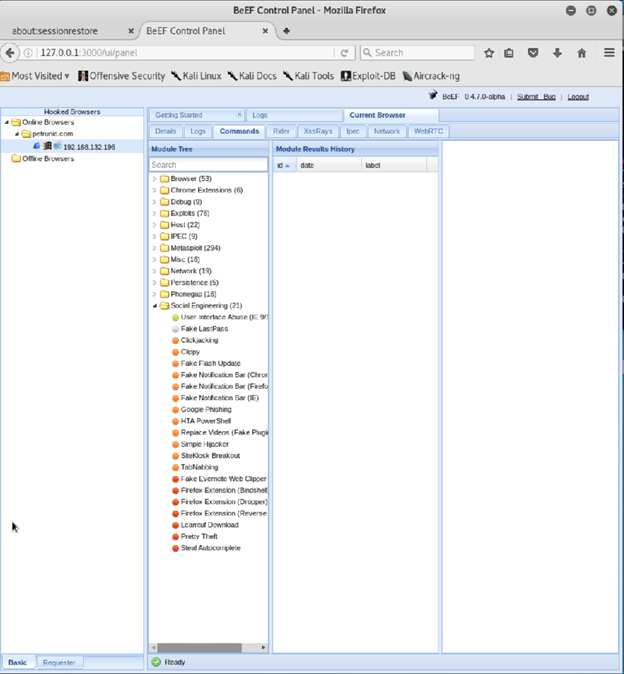 BeEF Control Panel - Mozilla Firefox
about:sessionrestore
BeEF Control Panel
127.0.0.1:3000/ui/panel
Search
Most Visited
Offensive Security
Kali Linux
Kali Docs
Kali Tools
Exploit-DB
Aircrack-ng
BeEF 0.4.7.0-alpha | Submit Bug | Logout
Hooked Browsers
Online Browsers
petrunic.com
192.168.132.196
Offline Browsers
Basic
Requester
Getting Started
Logs
Current Browser
Details
Logs
Commands
Rider
XssRays
Ipec
Network
WebRTC
Module Tree
Search
Browser (53)
Chrome Extensions (6)
Debug (9)
Exploits (78)
Host (22)
IPEC (9)
Metasploit (294)
Misc (16)
Network (19)
Persistence (5)
Phonegap (16)
Social Engineering (21)
User Interface Abuse (IE 9/
Fake LastPass
Clickjacking
Clippy
Fake Flash Update
Fake Notification Bar (Chror
Fake Notification Bar (Firefo
Fake Notification Bar (IE)
Google Phishing
HTA PowerShell
Replace Videos (Fake Plugi
Simple Hijacker
SiteKiosk Breakout
TabNabbing
Fake Evernote Web Clipper
Firefox Extension (Bindshell
Firefox Extension (Dropper)
Firefox Extension (Reverse
Lcamtuf Download
Pretty Theft
Steal Autocomplete
Module Results History
id
date
label
Ready